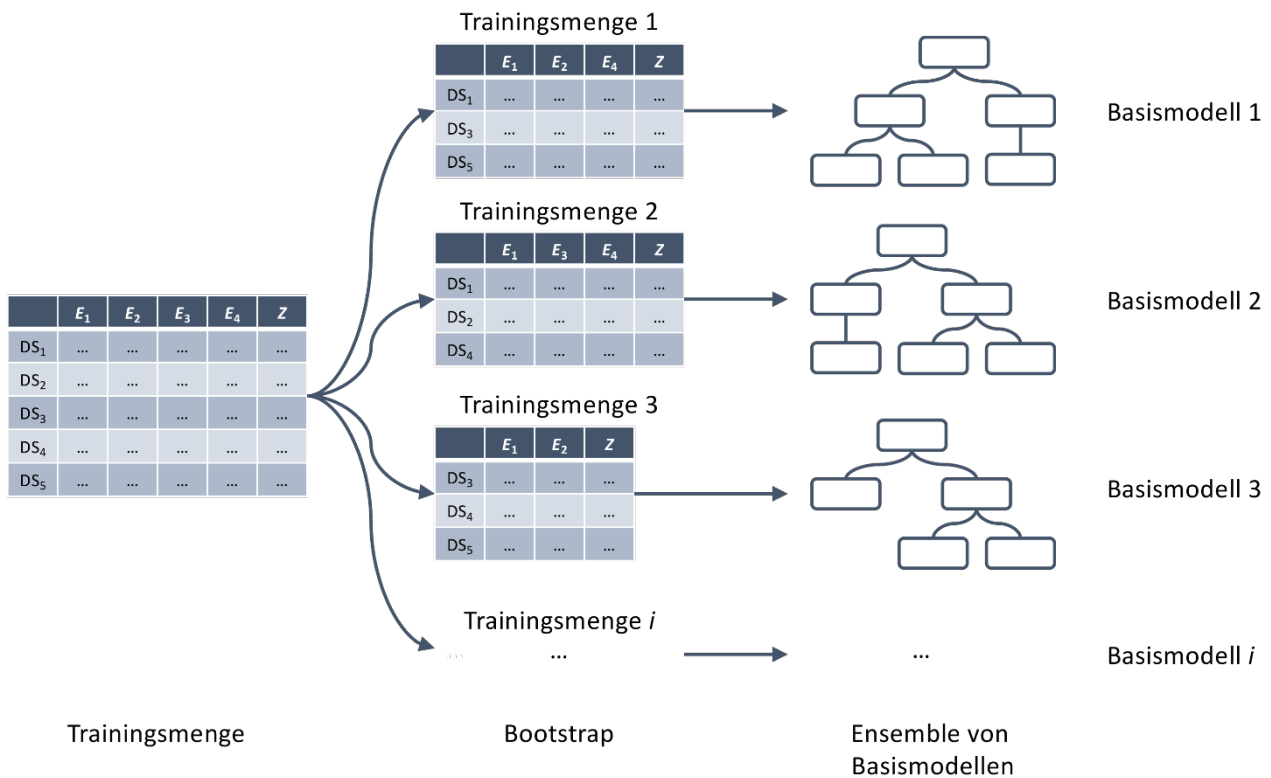 Trainingsmenge 1
E₁ E₂ E₄ Z
DS₁ ... ... ... ...
DS₃ ... ... ... ...
DS₅ ... ... ... ...
Basismodell 1
Trainingsmenge 2
E₁ E₃ E₄ Z
DS₁ ... ... ... ...
DS₂ ... ... ... ...
DS₄ ... ... ... ...
Basismodell 2
E₁ E₂ E₃ E₄ Z
DS₁ ... ... ... ... ...
DS₂ ... ... ... ... ...
DS₃ ... ... ... ... ...
DS₄ ... ... ... ... ...
DS₅ ... ... ... ... ...
Trainingsmenge 3
E₁ E₂ Z
DS₃ ... ... ...
DS₄ ... ... ...
DS₅ ... ... ...
Basismodell 3
Trainingsmenge i
... ... ...
Basismodell i
Trainingsmenge
Bootstrap
Ensemble von
Basismodellen